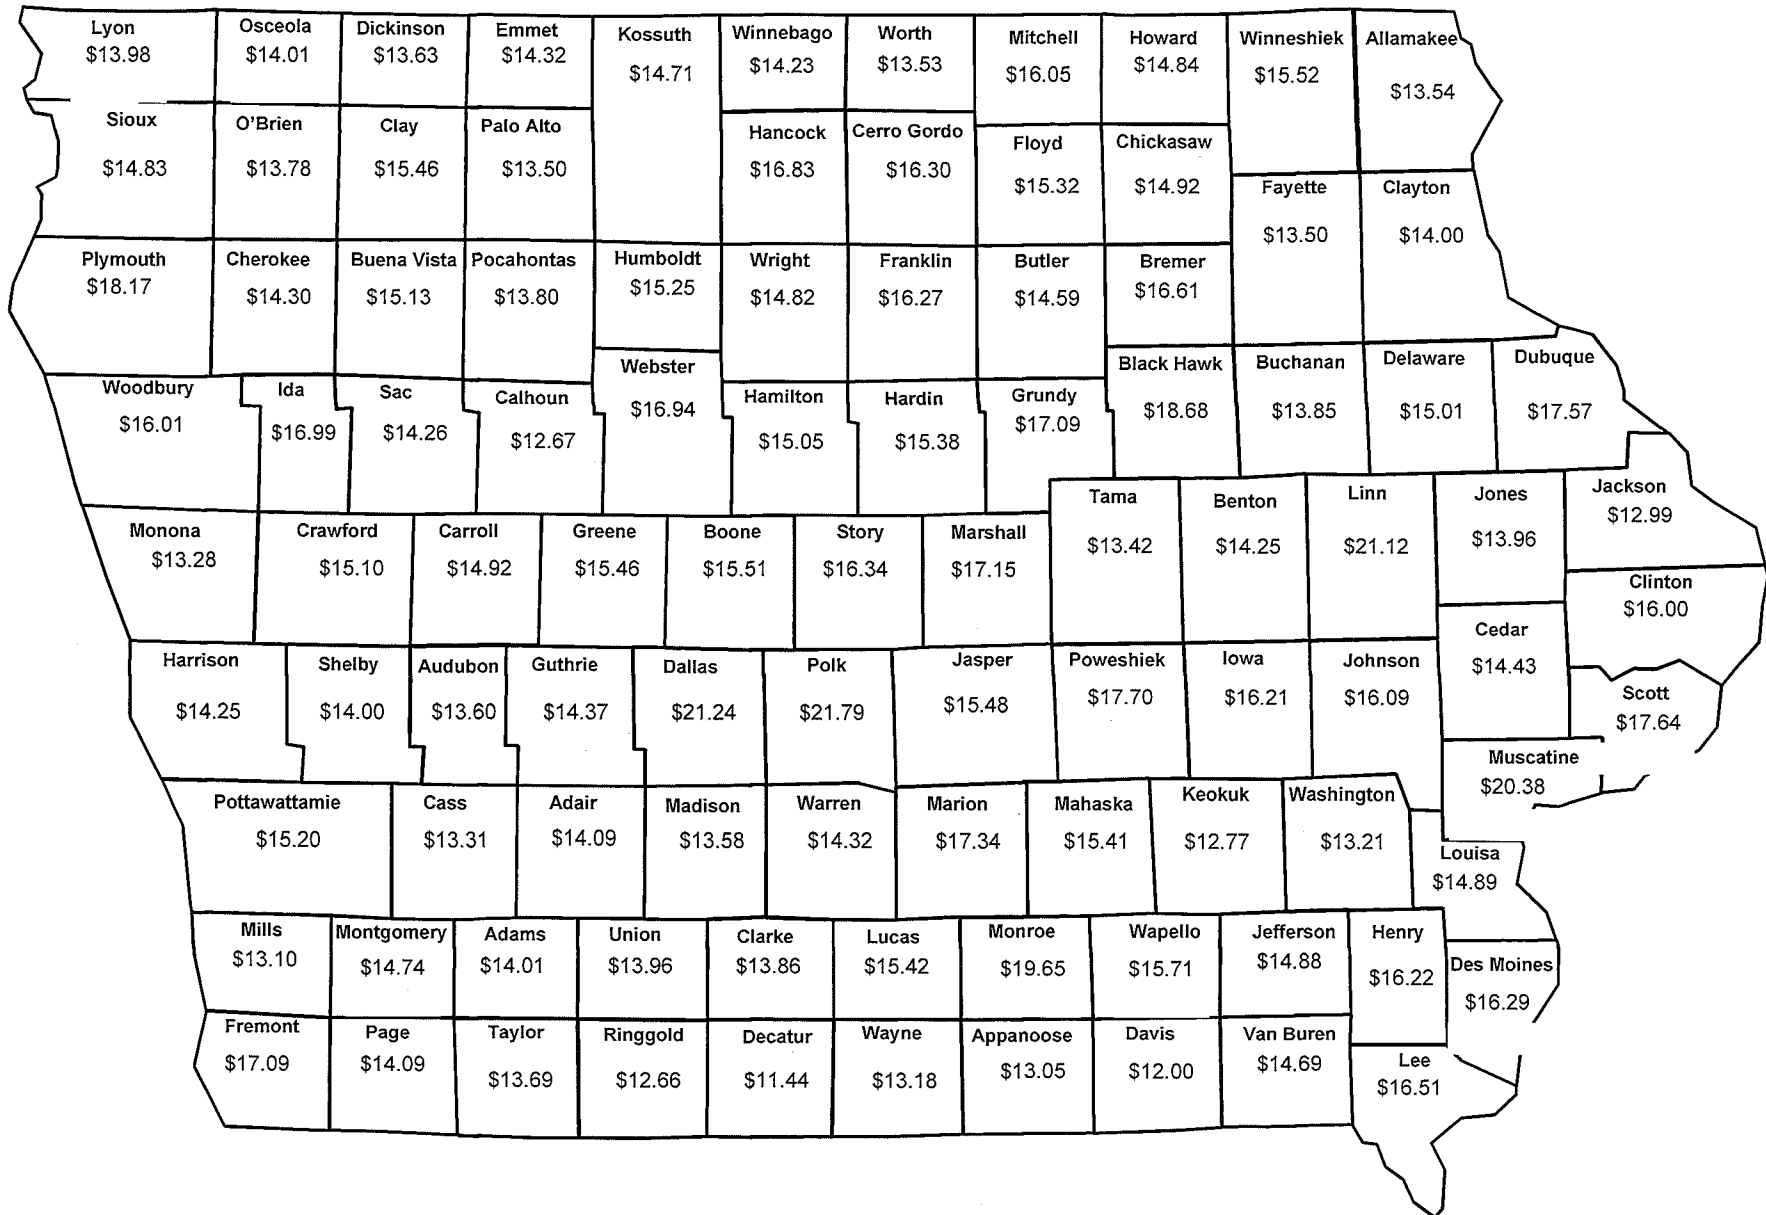 Lyon
$13.98
Osceola
$14.01
Dickinson
$13.63
Emmet
$14.32
Kossuth
$14.71
Winnebago
$14.23
Worth
$13.53
Mitchell
$16.05
Howard
$14.84
Winneshiek
$15.52
Allamakee
$13.54
Sioux
$14.83
O'Brien
$13.78
Clay
$15.46
Palo Alto
$13.50
Hancock
$16.83
Cerro Gordo
$16.30
Floyd
$15.32
Chickasaw
$14.92
Fayette
$13.50
Clayton
$14.00
Plymouth
$18.17
Cherokee
$14.30
Buena Vista
$15.13
Pocahontas
$13.80
Humboldt
$15.25
Wright
$14.82
Franklin
$16.27
Butler
$14.59
Bremer
$16.61
Woodbury
$16.01
Ida
$16.99
Sac
$14.26
Calhoun
$12.67
Webster
$16.94
Hamilton
$15.05
Hardin
$15.38
Grundy
$17.09
Black Hawk
$18.68
Buchanan
$13.85
Delaware
$15.01
Dubuque
$17.57
Monona
$13.28
Crawford
$15.10
Carroll
$14.92
Greene
$15.46
Boone
$15.51
Story
$16.34
Marshall
$17.15
Tama
$13.42
Benton
$14.25
Linn
$21.12
Jones
$13.96
Jackson
$12.99
Clinton
$16.00
Cedar
$14.43
Harrison
$14.25
Shelby
$14.00
Audubon
$13.60
Guthrie
$14.37
Dallas
$21.24
Polk
$21.79
Jasper
$15.48
Poweshiek
$17.70
Iowa
$16.21
Johnson
$16.09
Scott
$17.64
Muscatine
$20.38
Pottawattamie
$15.20
Cass
$13.31
Adair
$14.09
Madison
$13.58
Warren
$14.32
Marion
$17.34
Mahaska
$15.41
Keokuk
$12.77
Washington
$13.21
Louisa
$14.89
Mills
$13.10
Montgomery
$14.74
Adams
$14.01
Union
$13.96
Clarke
$13.86
Lucas
$15.42
Monroe
$19.65
Wapello
$15.71
Jefferson
$14.88
Henry
$16.22
Des Moines
$16.29
Fremont
$17.09
Page
$14.09
Taylor
$13.69
Ringgold
$12.66
Decatur
$11.44
Wayne
$13.18
Appanoose
$13.05
Davis
$12.00
Van Buren
$14.69
Lee
$16.51